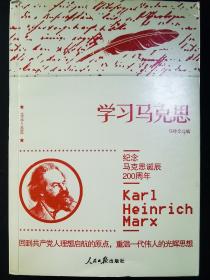 学习马克思
纪念
马克思诞辰
200周年
Karl
Heinrich
Marx
回到共产党人理想启航的原点，重温一代伟人的光辉思想
人民日报出版社